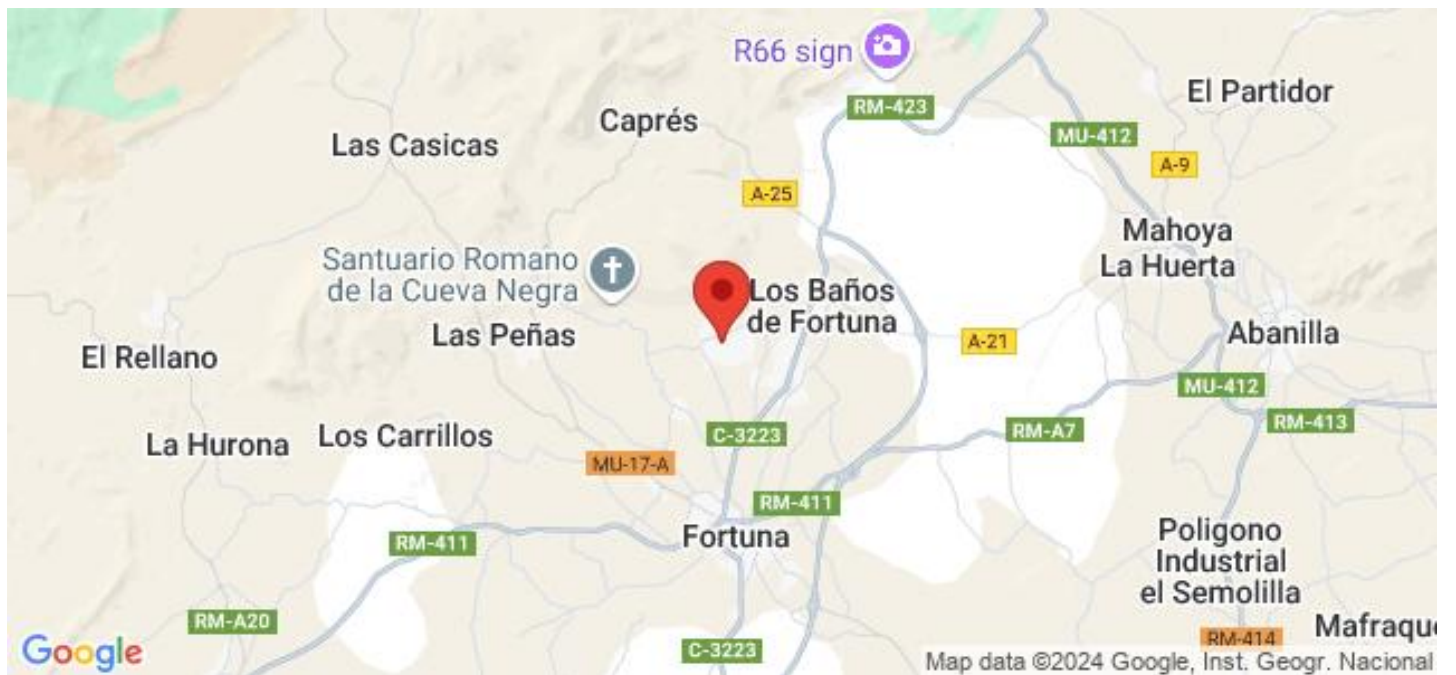 R66 sign
El Partidor
RM-423
Caprés
MU-412
Las Casicas
A-9
A-25
Mahoya
Santuario Romano
de la Cueva Negra
La Huerta
Los Baños
de Fortuna
Las Peñas
A-21
Abanilla
El Rellano
MU-412
RM-413
C-3223
RM-A7
La Hurona
Los Carrillos
MU-17-A
RM-411
Fortuna
RM-411
Poligono
Industrial
el Semolilla
RM-A20
Mafraque
RM-414
C-3223
Google
Map data ©2024 Google, Inst. Geogr. Nacional